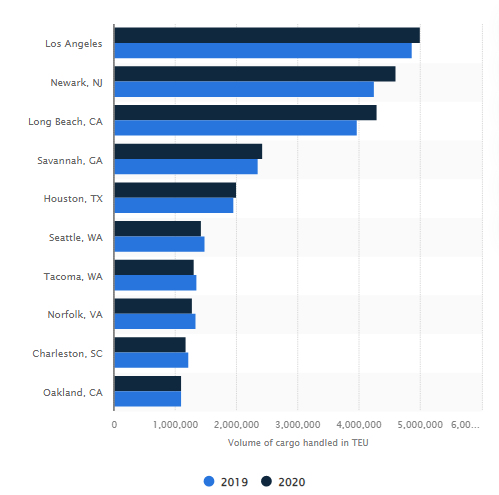 Los Angeles
Newark, NJ
Long Beach, CA
Savannah, GA
Houston, TX
Seattle, WA
Tacoma, WA
Norfolk, VA
Charleston, SC
Oakland, CA
0 1,000,000 2,000,000 3,000,000 4,000,000 5,000,000 6,00...
Volume of cargo handled in TEU
2019 2020